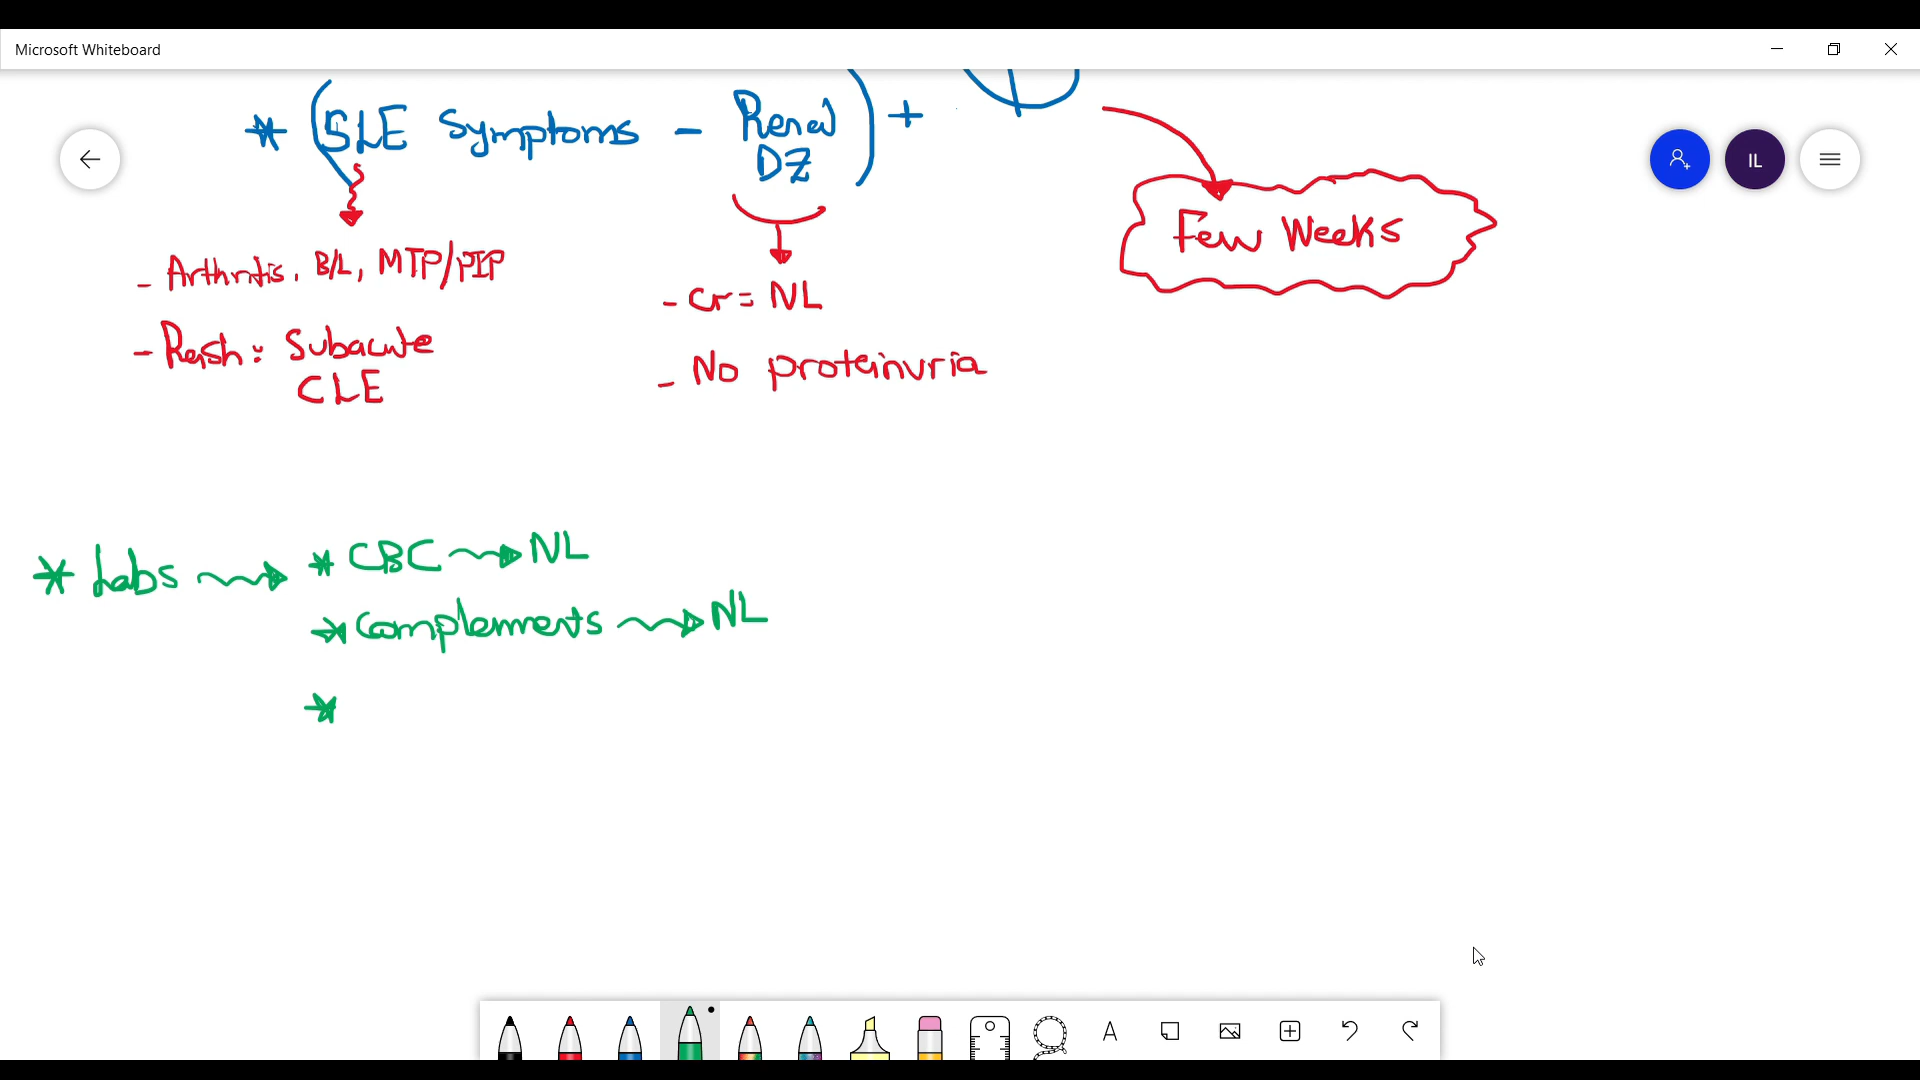 Microsoft Whiteboard
* (SLE Symptoms - Renal DZ) +
IL
Few Weeks
- Arthritis, B/L, MTP/PIP
- Rash: Subacute
CLE
- Cr = NL
- No proteinuria
* Labs → * CBC → NL
* Complements → NL
*
A